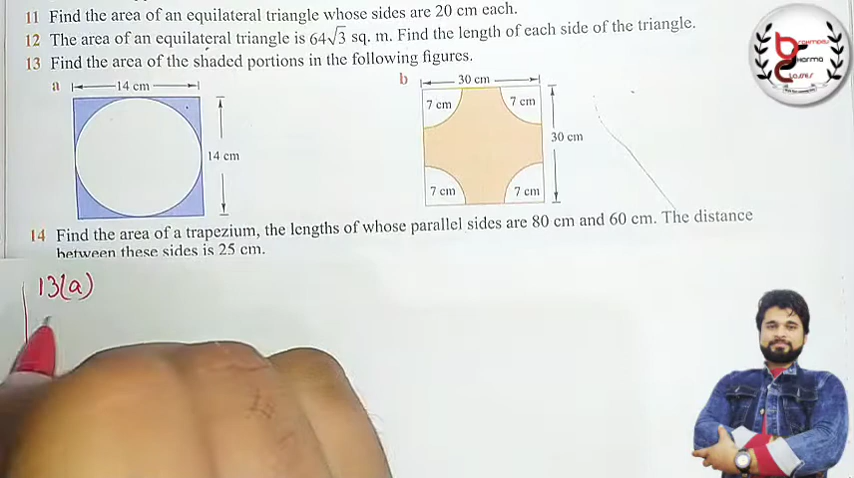 11 Find the area of an equilateral triangle whose sides are 20 cm each.
12 The area of an equilateral triangle is 64√3 sq. m. Find the length of each side of the triangle.
13 Find the area of the shaded portions in the following figures.
a 14 cm
14 cm
b 30 cm
7 cm 7 cm
30 cm
7 cm 7 cm
14 Find the area of a trapezium, the lengths of whose parallel sides are 80 cm and 60 cm. The distance
between these sides is 25 cm.
13(a)